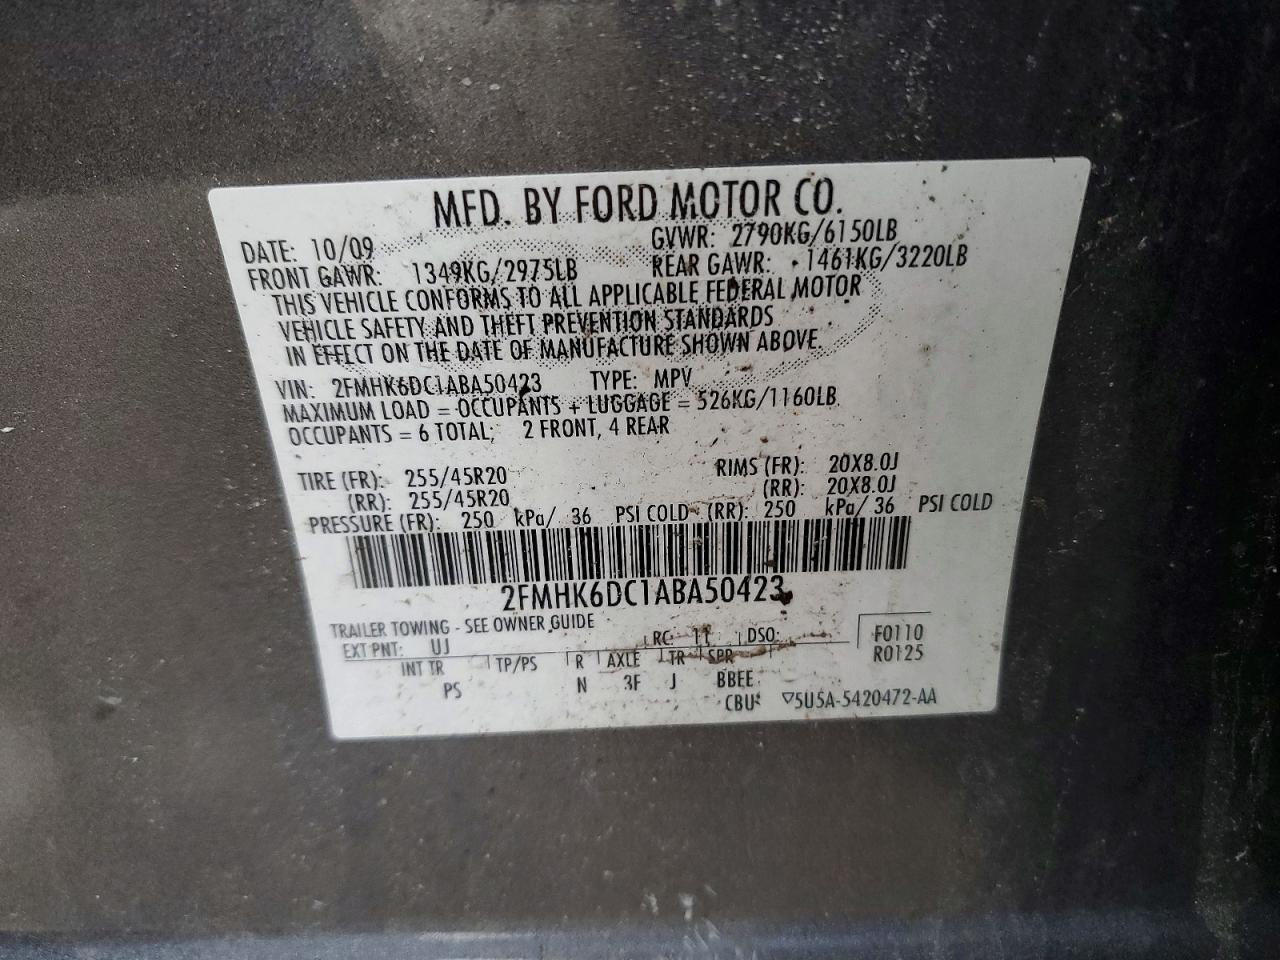 MFD. BY FORD MOTOR CO.
DATE: 10/09 GVWR: 2790KG/6150LB
FRONT GAWR: 1349KG/2975LB REAR GAWR: 1461KG/3220LB
THIS VEHICLE CONFORMS TO ALL APPLICABLE FEDERAL MOTOR
VEHICLE SAFETY AND THEFT PREVENTION STANDARDS
IN EFFECT ON THE DATE OF MANUFACTURE SHOWN ABOVE.
VIN: 2FMHK6DC1ABA50423 TYPE: MPV
MAXIMUM LOAD = OCCUPANTS + LUGGAGE = 526KG/1160LB
OCCUPANTS = 6 TOTAL, 2 FRONT, 4 REAR
TIRE (FR): 255/45R20 RIMS (FR): 20X8.0J
(RR): 255/45R20 (RR): 20X8.0J
PRESSURE (FR): 250 kPa/ 36 PSI COLD (RR): 250 kPa/ 36 PSI COLD
2FMHK6DC1ABA50423
TRAILER TOWING - SEE OWNER GUIDE
EXT PNT: UJ RC: 11 DSO: F0110
INT TR TP/PS R AXLE TR SPR R0125
PS N 3F J BBEE
CBU 5U5A-5420472-AA